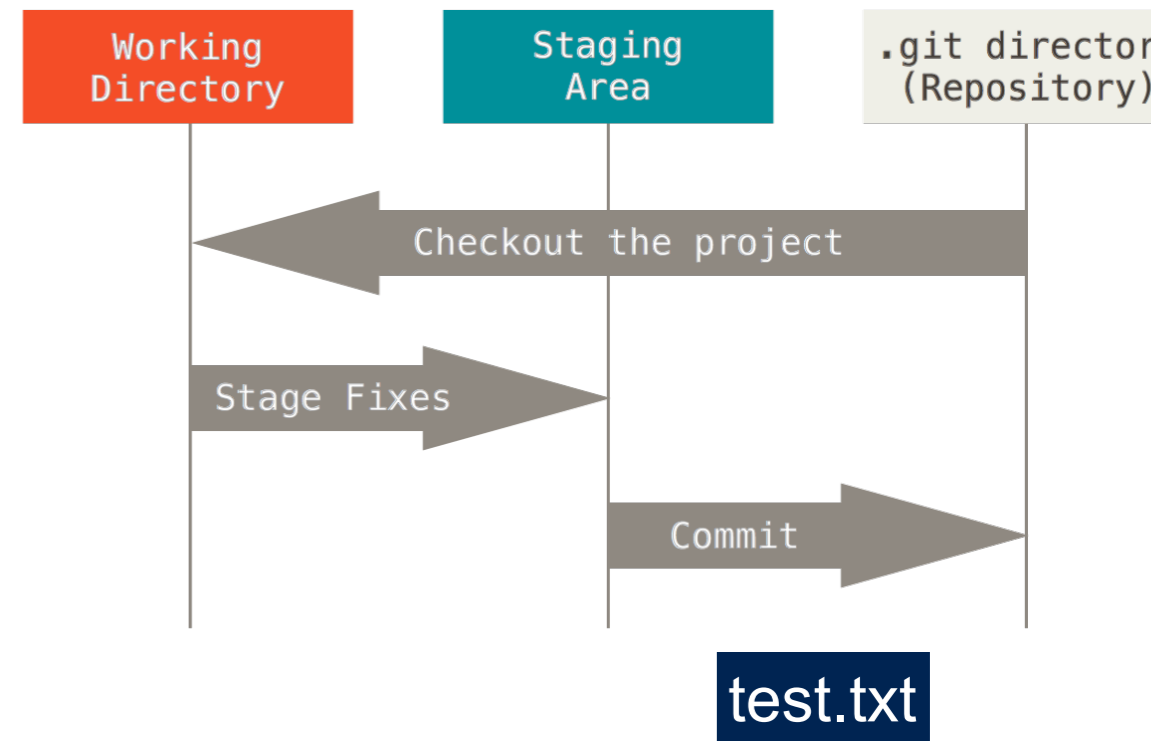 Working
Directory
Staging
Area
.git director
(Repository)
Checkout the project
Stage Fixes
Commit
test.txt